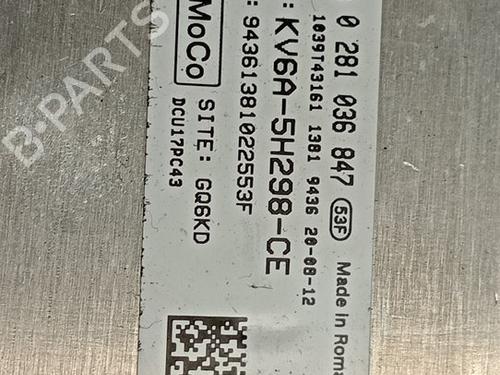 0 281 036 847 53F Made in Roma
1039T43161 1381 9436 20-08-12
: KV6A-5H298-CE
: 94361381022553F
MoCo SITE: GQ6KD
DCU17PC43
B-PARTS